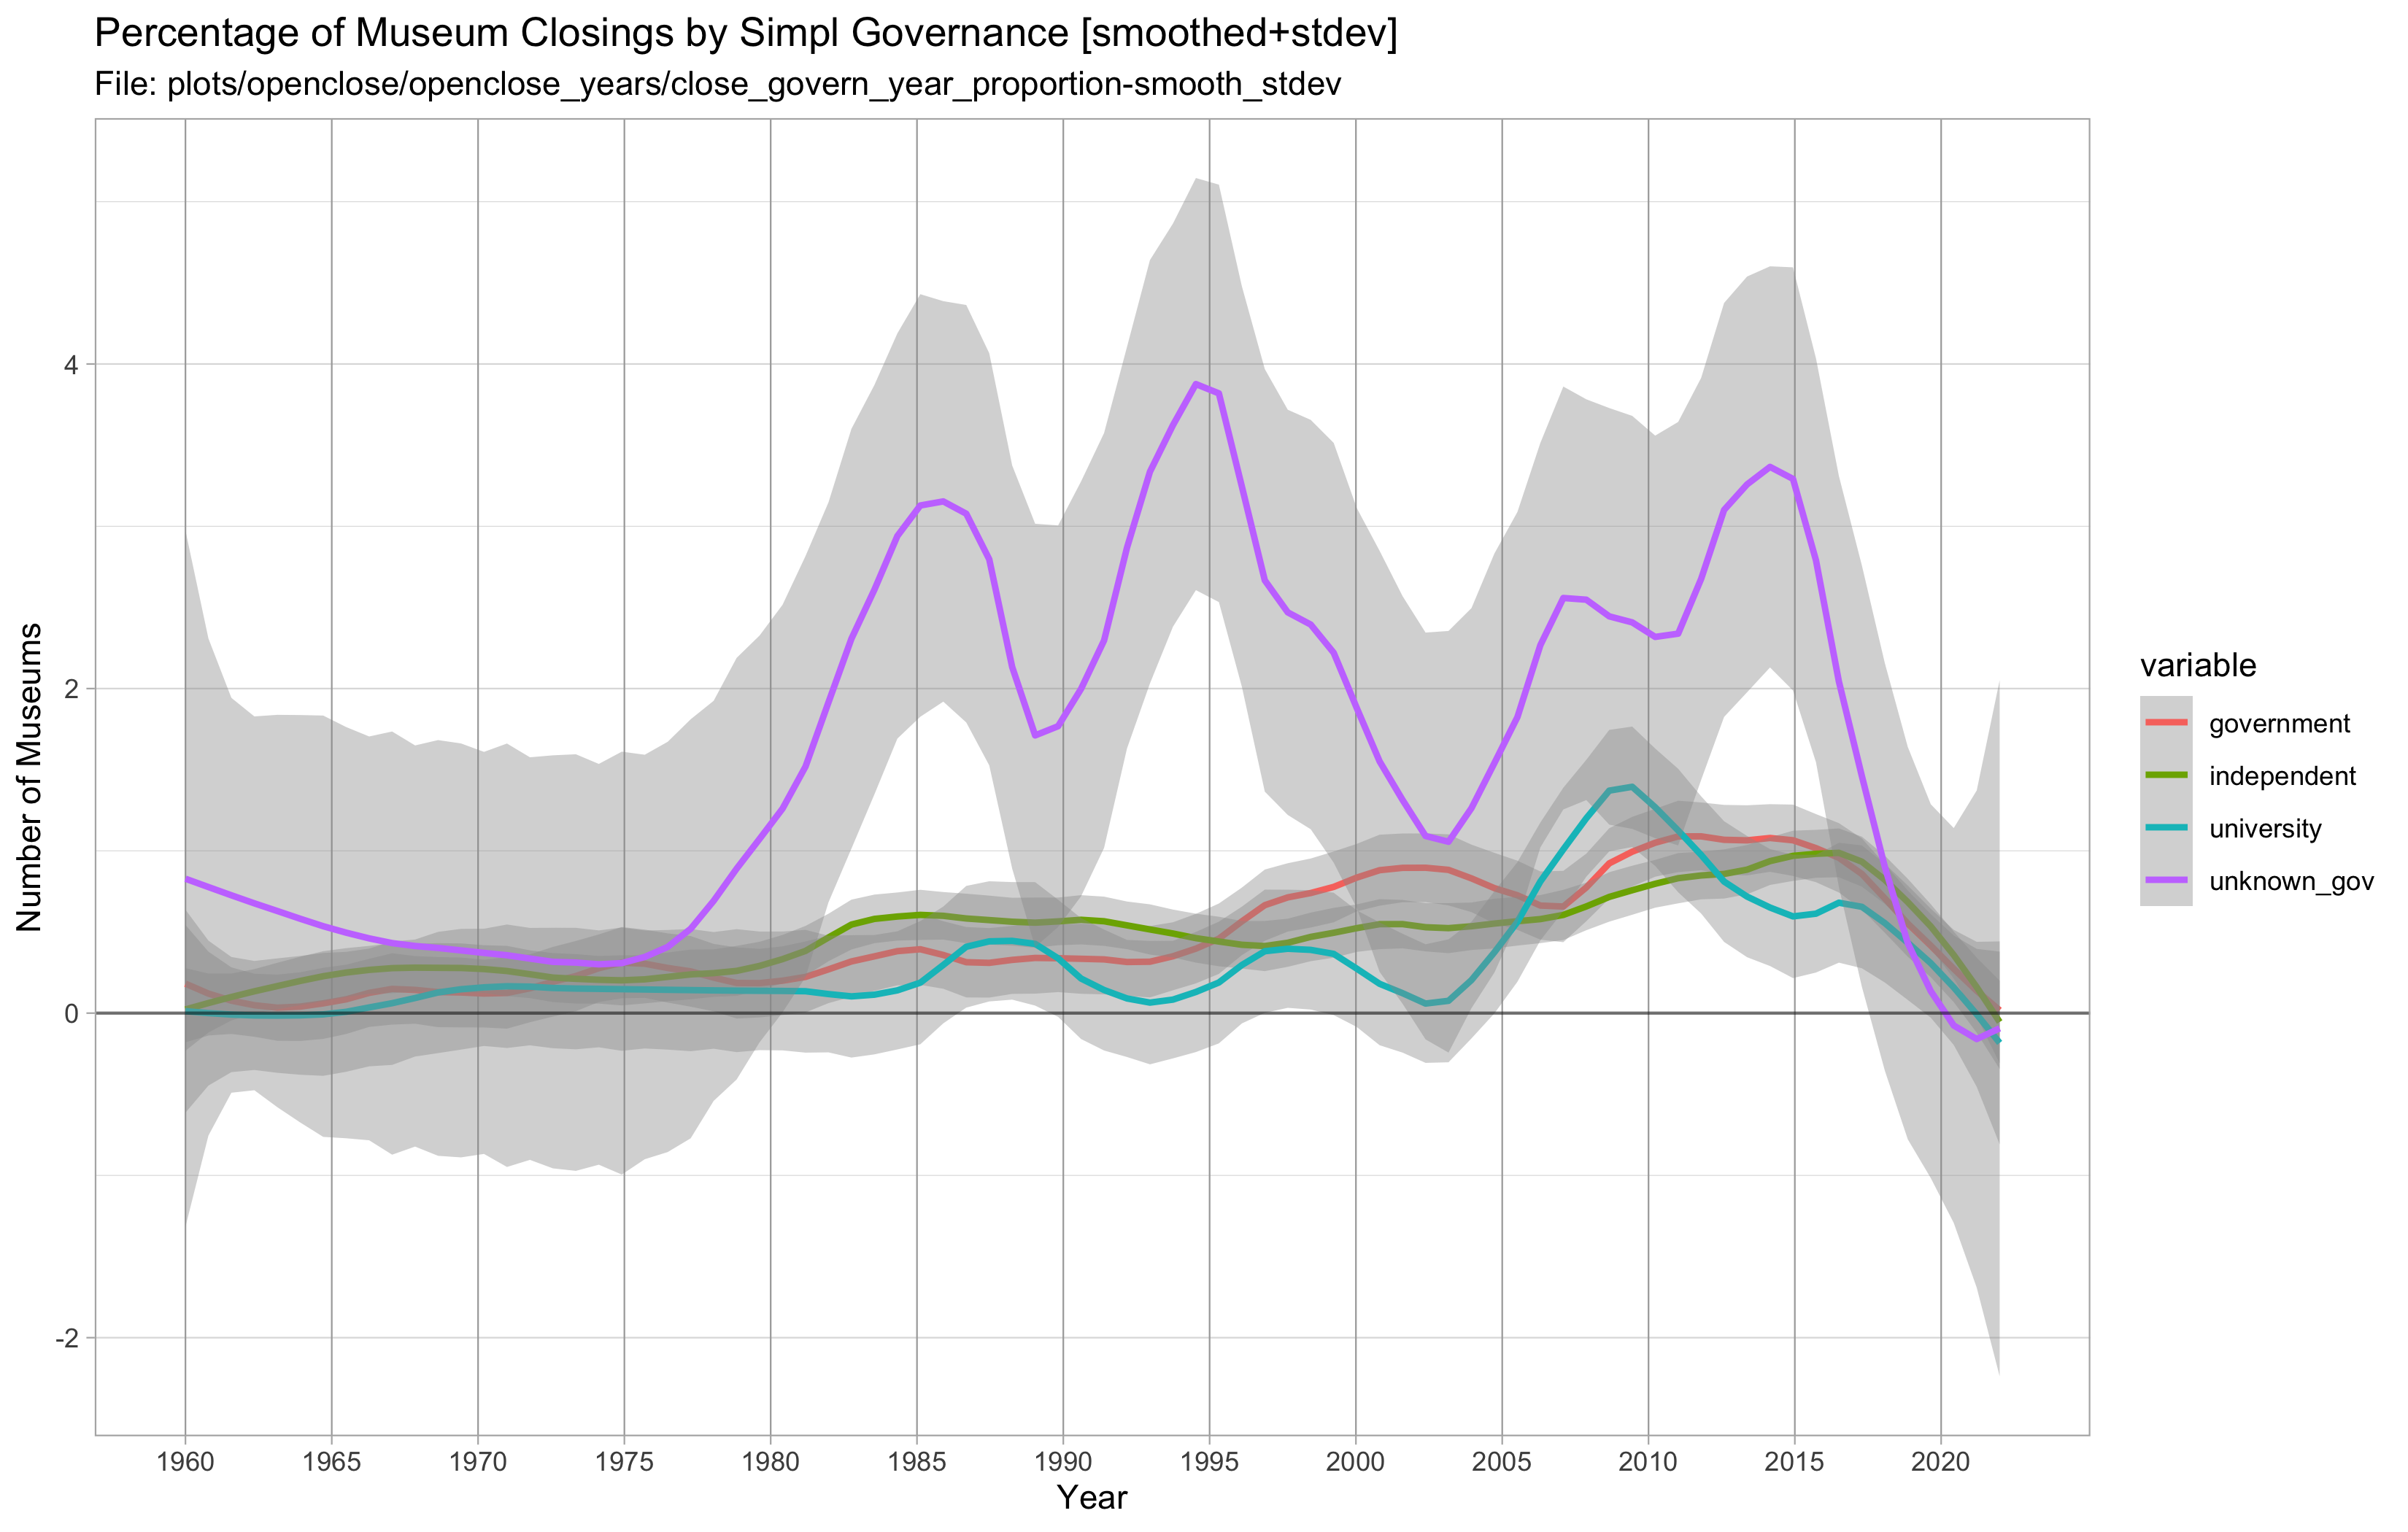 Percentage of Museum Closings by Simpl Governance [smoothed+stdev]
File: plots/openclose/openclose_years/close_govern_year_proportion-smooth_stdev
Number of Museums
4
2
0
-2
1960 1965 1970 1975 1980 1985 1990 1995 2000 2005 2010 2015 2020
Year
variable
government
independent
university
unknown_gov